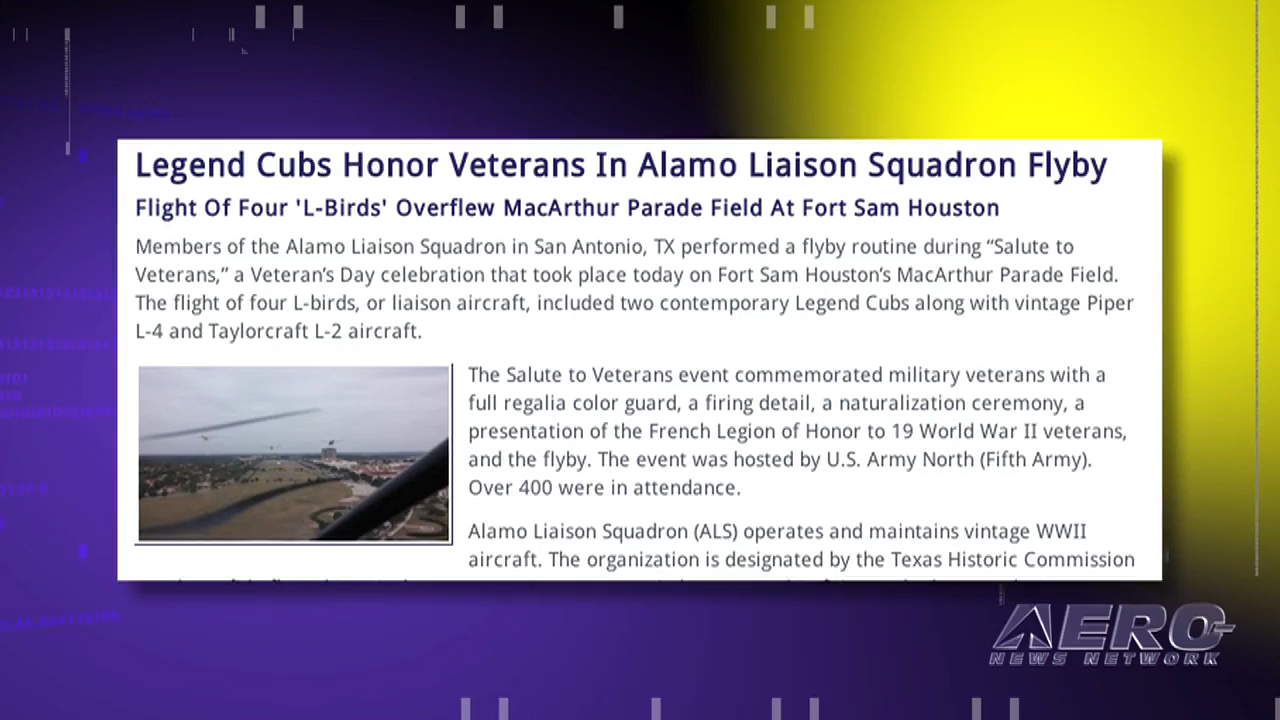 Legend Cubs Honor Veterans In Alamo Liaison Squadron Flyby
Flight Of Four 'L-Birds' Overflew MacArthur Parade Field At Fort Sam Houston
Members of the Alamo Liaison Squadron in San Antonio, TX performed a flyby routine during “Salute to
Veterans,” a Veteran’s Day celebration that took place today on Fort Sam Houston’s MacArthur Parade Field.
The flight of four L-birds, or liaison aircraft, included two contemporary Legend Cubs along with vintage Piper
L-4 and Taylorcraft L-2 aircraft.
The Salute to Veterans event commemorated military veterans with a
full regalia color guard, a firing detail, a naturalization ceremony, a
presentation of the French Legion of Honor to 19 World War II veterans,
and the flyby. The event was hosted by U.S. Army North (Fifth Army).
Over 400 were in attendance.
Alamo Liaison Squadron (ALS) operates and maintains vintage WWII
aircraft. The organization is designated by the Texas Historic Commission
AERO-
NEWS NETWORK